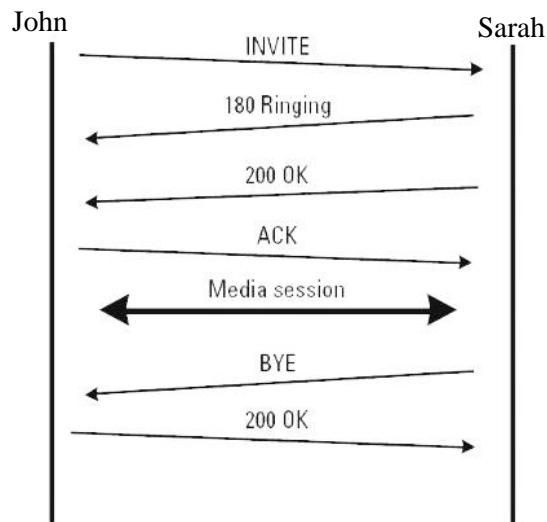 John
Sarah
INVITE
180 Ringing
200 OK
ACK
Media session
BYE
200 OK